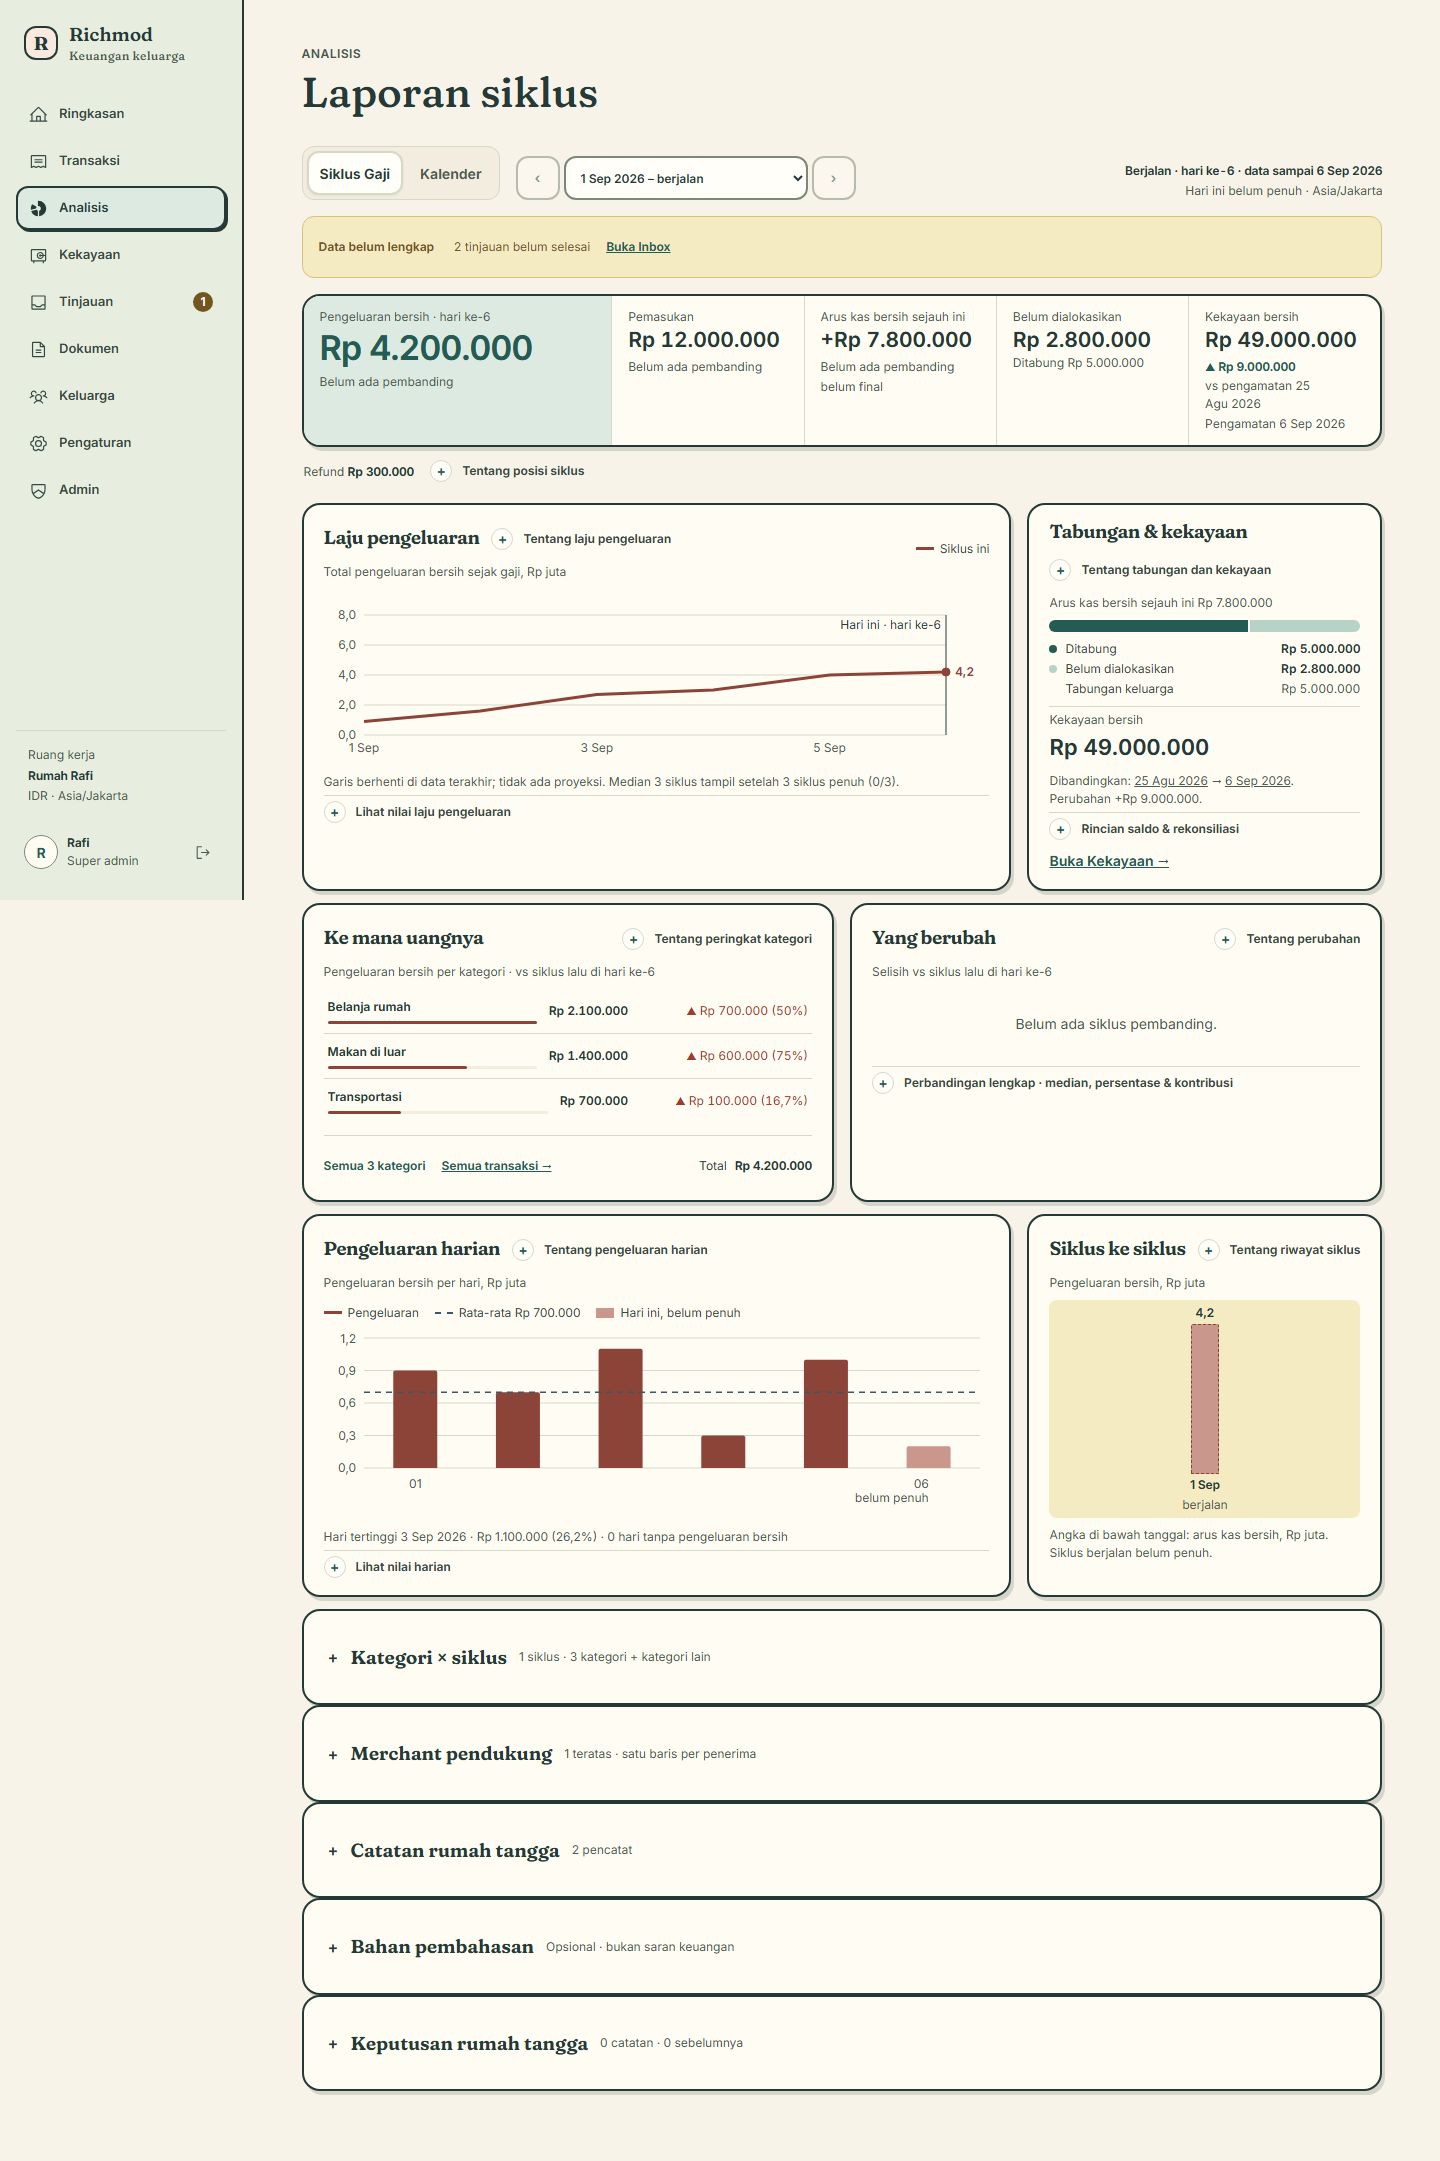 R
Richmod
Keuangan keluarga
Ringkasan
Transaksi
Analisis
Kekayaan
Tinjauan
1
Dokumen
Keluarga
Pengaturan
Admin
Ruang kerja
Rumah Rafi
IDR · Asia/Jakarta
R
Rafi
Super admin
ANALISIS
Laporan siklus
Siklus Gaji
Kalender
‹
1 Sep 2026 – berjalan
›
Berjalan · hari ke-6 · data sampai 6 Sep 2026
Hari ini belum penuh · Asia/Jakarta
Data belum lengkap 2 tinjauan belum selesai Buka Inbox
Pengeluaran bersih · hari ke-6
Rp 4.200.000
Belum ada pembanding
Pemasukan
Rp 12.000.000
Belum ada pembanding
Arus kas bersih sejauh ini
+Rp 7.800.000
Belum ada pembanding
belum final
Belum dialokasikan
Rp 2.800.000
Ditabung Rp 5.000.000
Kekayaan bersih
Rp 49.000.000
▲ Rp 9.000.000
vs pengamatan 25
Agu 2026
Pengamatan 6 Sep 2026
Refund Rp 300.000 + Tentang posisi siklus
Laju pengeluaran + Tentang laju pengeluaran
Siklus ini
Total pengeluaran bersih sejak gaji, Rp juta
8,0
6,0
4,0
2,0
0,0
Hari ini · hari ke-6
4,2
1 Sep 3 Sep 5 Sep
Garis berhenti di data terakhir; tidak ada proyeksi. Median 3 siklus tampil setelah 3 siklus penuh (0/3).
+ Lihat nilai laju pengeluaran
Tabungan & kekayaan
+ Tentang tabungan dan kekayaan
Arus kas bersih sejauh ini Rp 7.800.000
Ditabung Rp 5.000.000
Belum dialokasikan Rp 2.800.000
Tabungan keluarga Rp 5.000.000
Kekayaan bersih
Rp 49.000.000
Dibandingkan: 25 Agu 2026 → 6 Sep 2026.
Perubahan +Rp 9.000.000.
+ Rincian saldo & rekonsiliasi
Buka Kekayaan →
Ke mana uangnya + Tentang peringkat kategori
Pengeluaran bersih per kategori · vs siklus lalu di hari ke-6
Belanja rumah Rp 2.100.000 ▲ Rp 700.000 (50%)
Makan di luar Rp 1.400.000 ▲ Rp 600.000 (75%)
Transportasi Rp 700.000 ▲ Rp 100.000 (16,7%)
Semua 3 kategori Semua transaksi → Total Rp 4.200.000
Yang berubah + Tentang perubahan
Selisih vs siklus lalu di hari ke-6
Belum ada siklus pembanding.
+ Perbandingan lengkap · median, persentase & kontribusi
Pengeluaran harian + Tentang pengeluaran harian
Pengeluaran bersih per hari, Rp juta
Pengeluaran Rata-rata Rp 700.000 Hari ini, belum penuh
1,2
0,9
0,6
0,3
0,0
01 06
belum penuh
Hari tertinggi 3 Sep 2026 · Rp 1.100.000 (26,2%) · 0 hari tanpa pengeluaran bersih
+ Lihat nilai harian
Siklus ke siklus + Tentang riwayat siklus
Pengeluaran bersih, Rp juta
4,2
1 Sep
berjalan
Angka di bawah tanggal: arus kas bersih, Rp juta.
Siklus berjalan belum penuh.
+ Kategori × siklus 1 siklus · 3 kategori + kategori lain
+ Merchant pendukung 1 teratas · satu baris per penerima
+ Catatan rumah tangga 2 pencatat
+ Bahan pembahasan Opsional · bukan saran keuangan
+ Keputusan rumah tangga 0 catatan · 0 sebelumnya